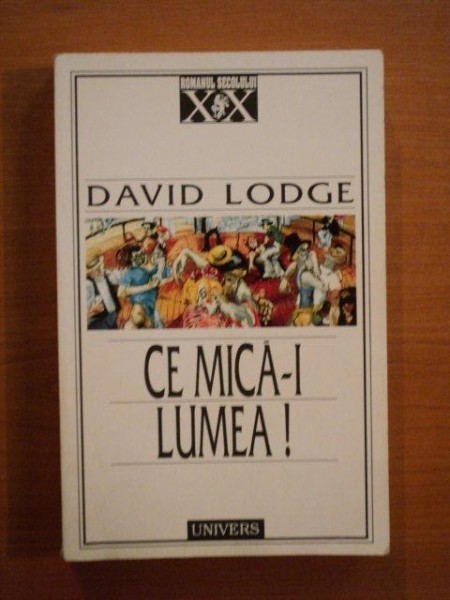 ROMANUL SECOLULUI
XX
DAVID LODGE
CE MICĂ-I
LUMEA !
UNIVERS